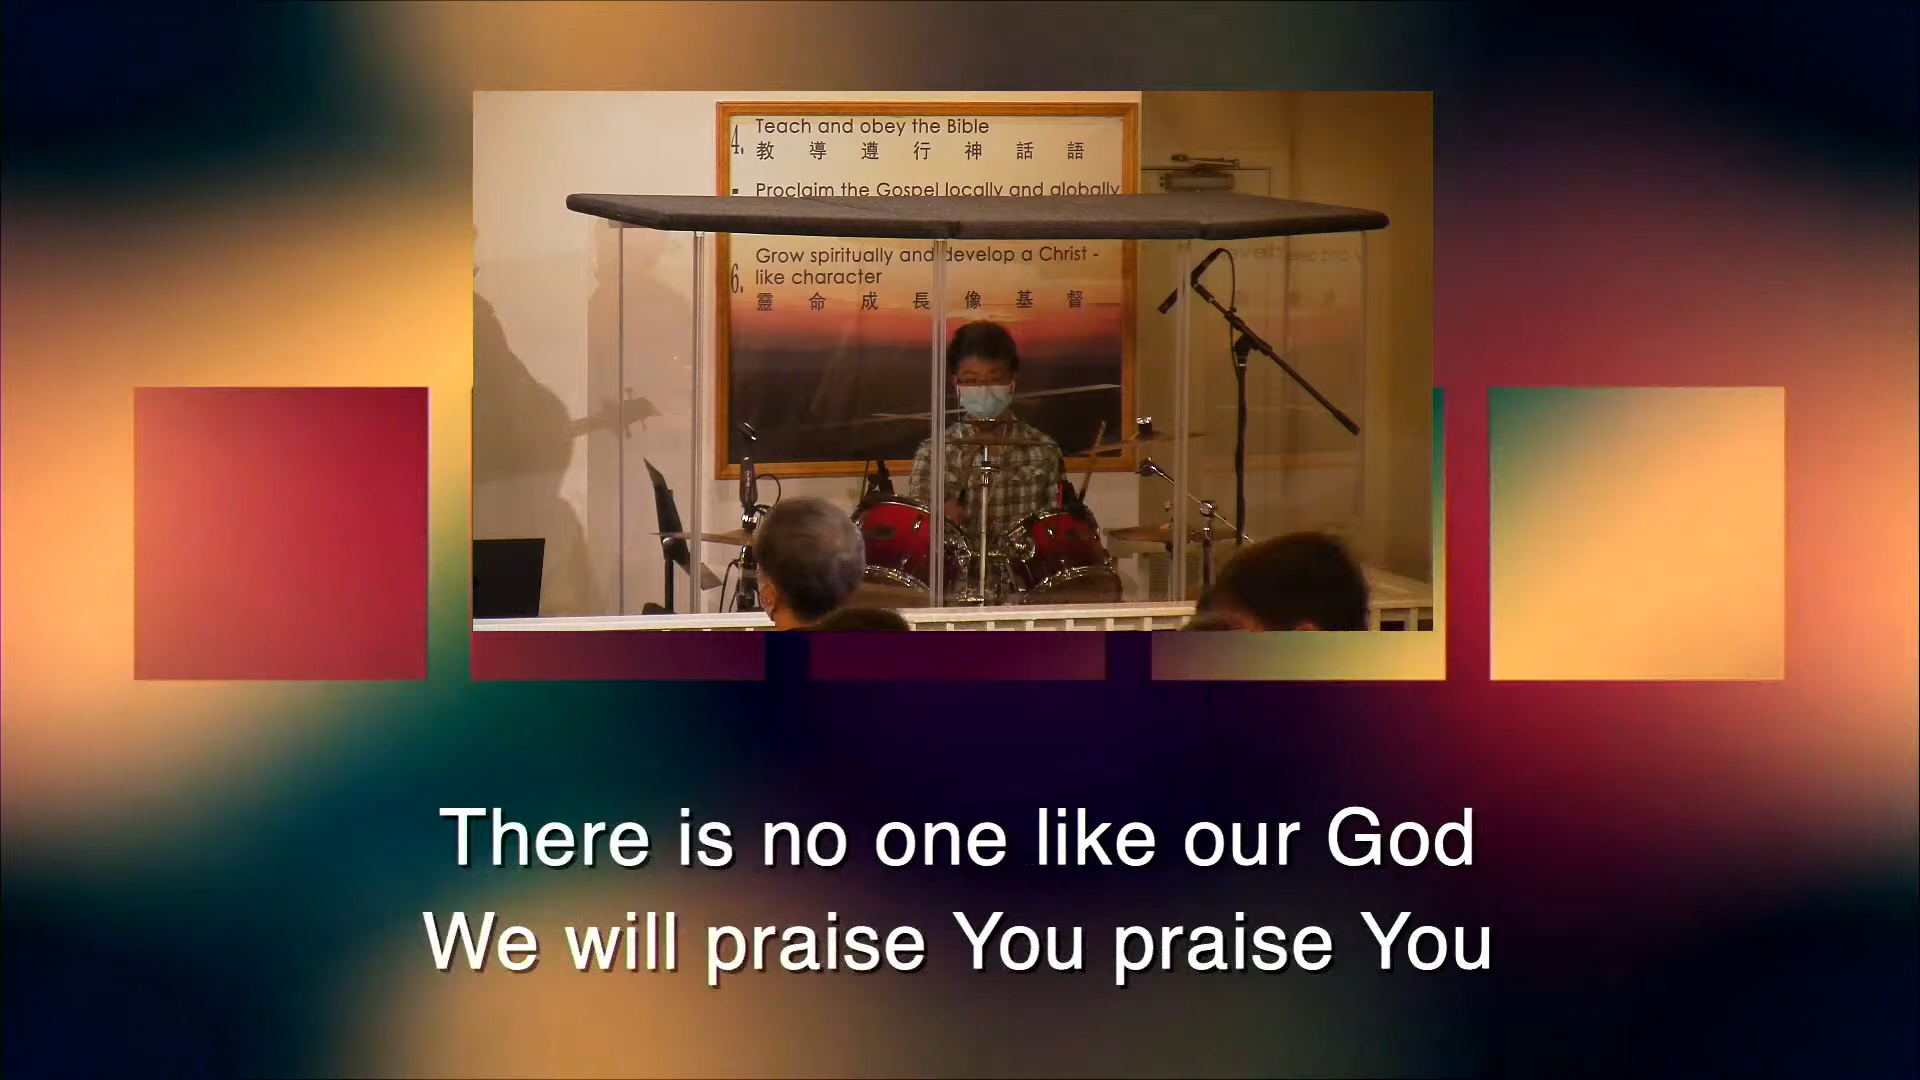 4. Teach and obey the Bible
教導遵行神話語
Proclaim the Gospel locally and globally
6. Grow spiritually and develop a Christ -
like character
靈命成長像基督
There is no one like our God
We will praise You praise You